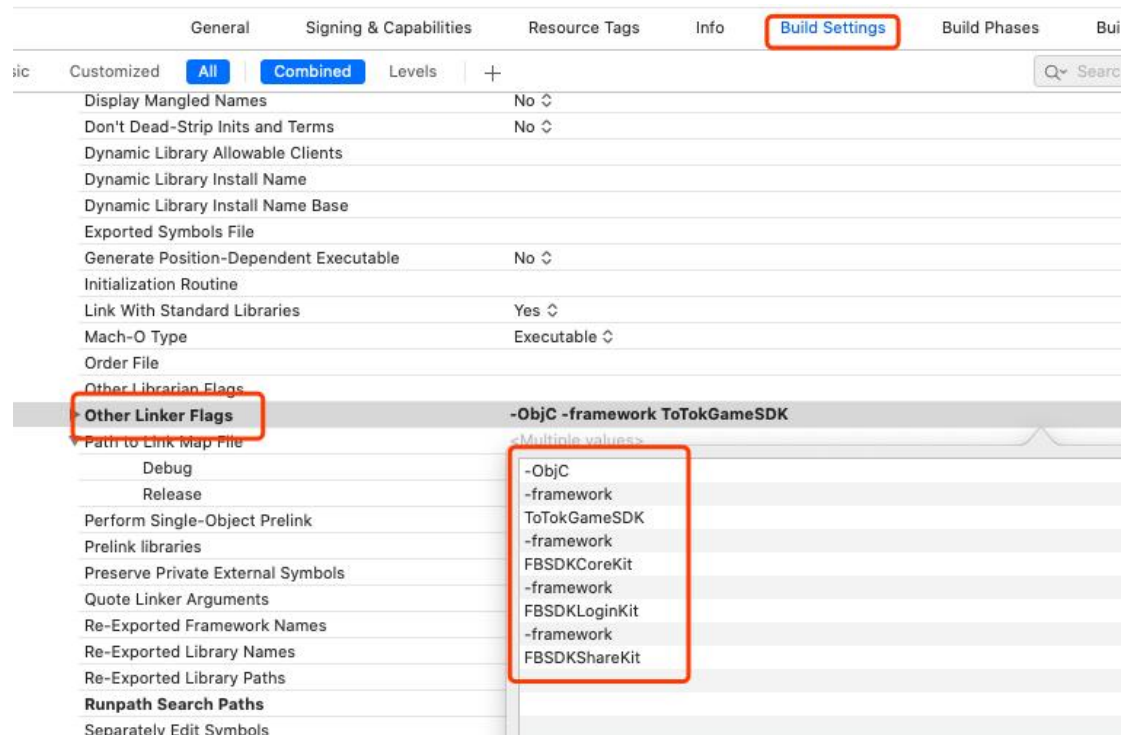 General Signing & Capabilities Resource Tags Info Build Settings Build Phases Bui
sic Customized All Combined Levels + Searc
Display Mangled Names No
Don't Dead-Strip Inits and Terms No
Dynamic Library Allowable Clients
Dynamic Library Install Name
Dynamic Library Install Name Base
Exported Symbols File
Generate Position-Dependent Executable No
Initialization Routine
Link With Standard Libraries Yes
Mach-O Type Executable
Order File
Other Librarian Flags
Other Linker Flags -ObjC -framework ToTokGameSDK
Path to Link Map File <Multiple values>
Debug -ObjC
Release -framework
Perform Single-Object Prelink ToTokGameSDK
Prelink libraries -framework
Preserve Private External Symbols FBSDKCoreKit
Quote Linker Arguments -framework
Re-Exported Framework Names FBSDKLoginKit
Re-Exported Library Names -framework
Re-Exported Library Paths FBSDKShareKit
Runpath Search Paths
Separately Edit Symbols